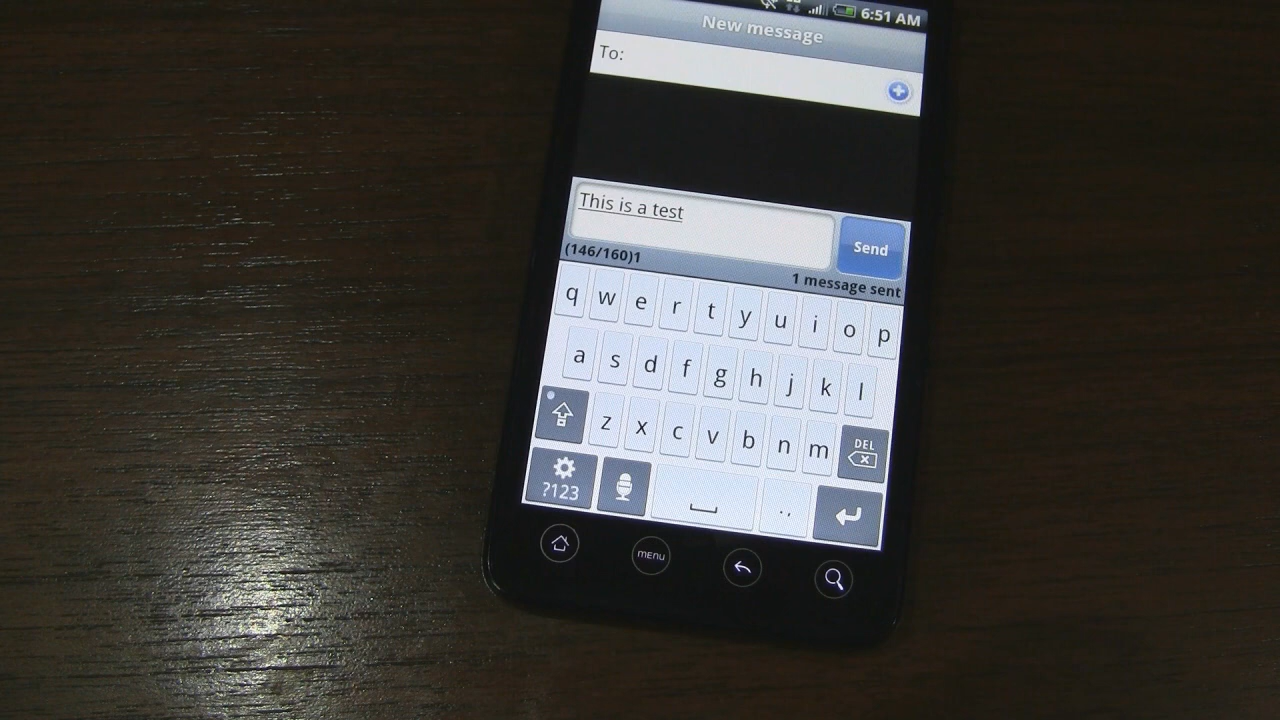 6:51 AM
New message
To:
This is a test
Send
(146/160)1
1 message sent
q w e r t y u i o p
a s d f g h j k l
z x c v b n m DEL
?123 .,
menu